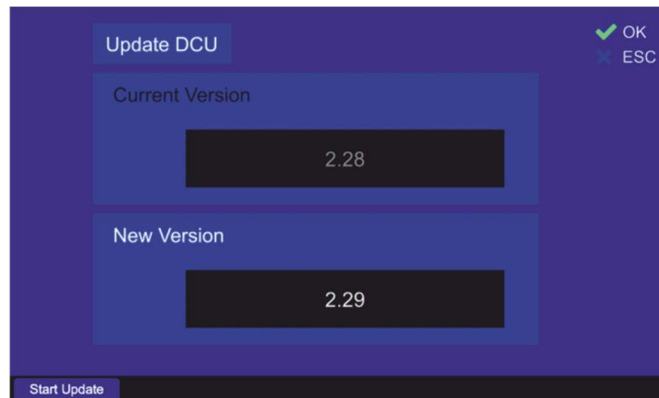 Update DCU
OK
ESC
Current Version
2.28
New Version
2.29
Start Update